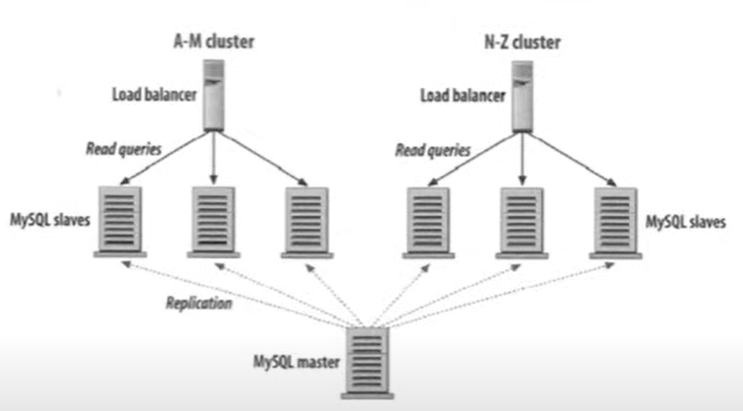 A-M cluster
N-Z cluster
Load balancer
Load balancer
Read queries
Read queries
MySQL slaves
MySQL slaves
Replication
MySQL master